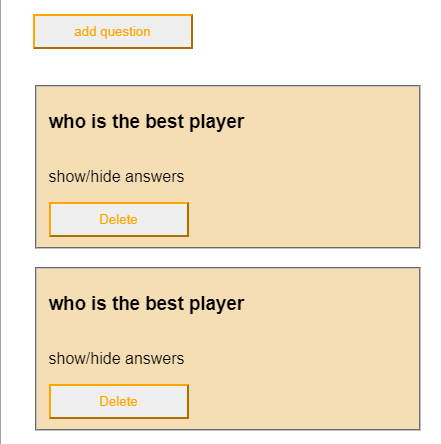 add question
who is the best player
show/hide answers
Delete
who is the best player
show/hide answers
Delete